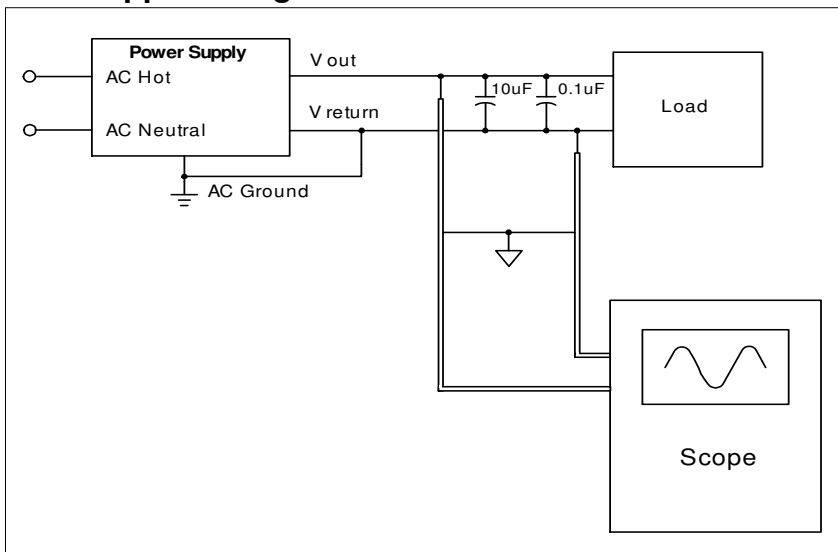 Power Supply
AC Hot
AC Neutral
V out
V return
AC Ground
10uF
0.1uF
Load
Scope